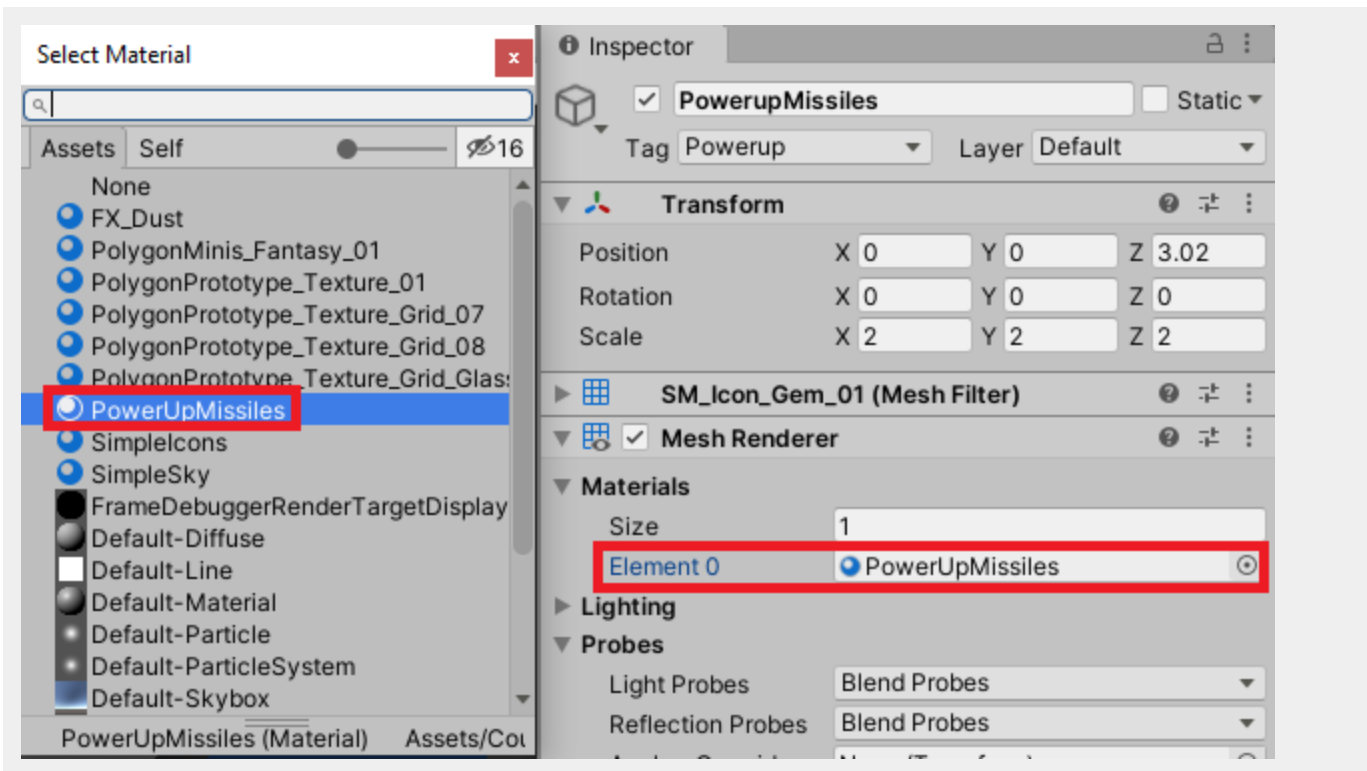 Select Material
x
Assets Self 16
None
FX_Dust
PolygonMinis_Fantasy_01
PolygonPrototype_Texture_01
PolygonPrototype_Texture_Grid_07
PolygonPrototype_Texture_Grid_08
PolygonPrototype_Texture_Grid_Glass
PowerUpMissiles
SimpleIcons
SimpleSky
FrameDebuggerRenderTargetDisplay
Default-Diffuse
Default-Line
Default-Material
Default-Particle
Default-ParticleSystem
Default-Skybox
PowerUpMissiles (Material) Assets/Cou
Inspector
PowerupMissiles Static
Tag Powerup Layer Default
Transform
Position X 0 Y 0 Z 3.02
Rotation X 0 Y 0 Z 0
Scale X 2 Y 2 Z 2
SM_Icon_Gem_01 (Mesh Filter)
Mesh Renderer
Materials
Size 1
Element 0 PowerUpMissiles
Lighting
Probes
Light Probes Blend Probes
Reflection Probes Blend Probes